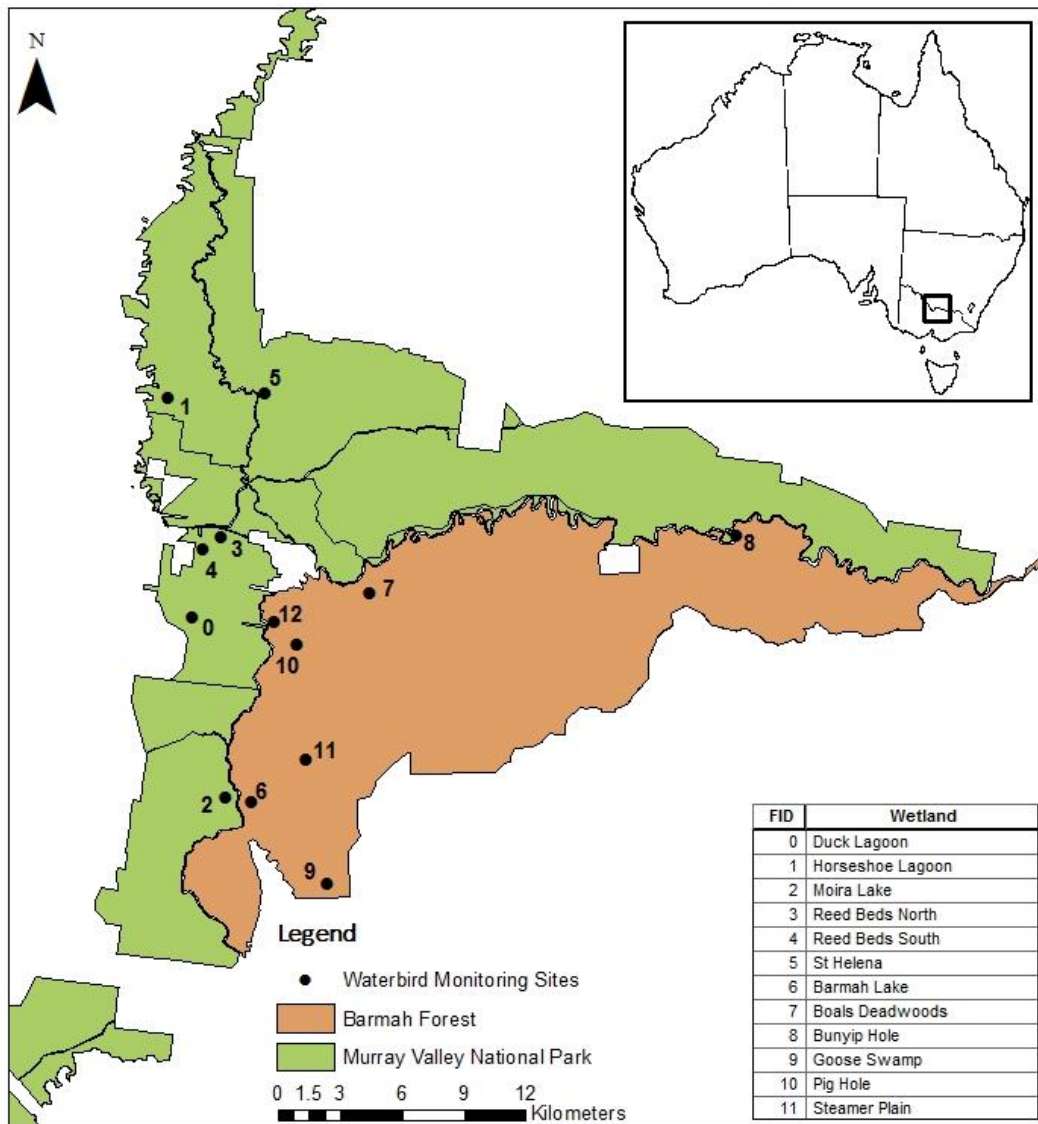 N
5
1
3
4
8
7
0
12
10
11
2
6
9
FID Wetland
0 Duck Lagoon
1 Horseshoe Lagoon
2 Moira Lake
3 Reed Beds North
4 Reed Beds South
5 St Helena
6 Barmah Lake
7 Boals Deadwoods
8 Bunyip Hole
9 Goose Swamp
10 Pig Hole
11 Steamer Plain
Legend
Waterbird Monitoring Sites
Barmah Forest
Murray Valley National Park
0 1.5 3 6 9 12
Kilometers